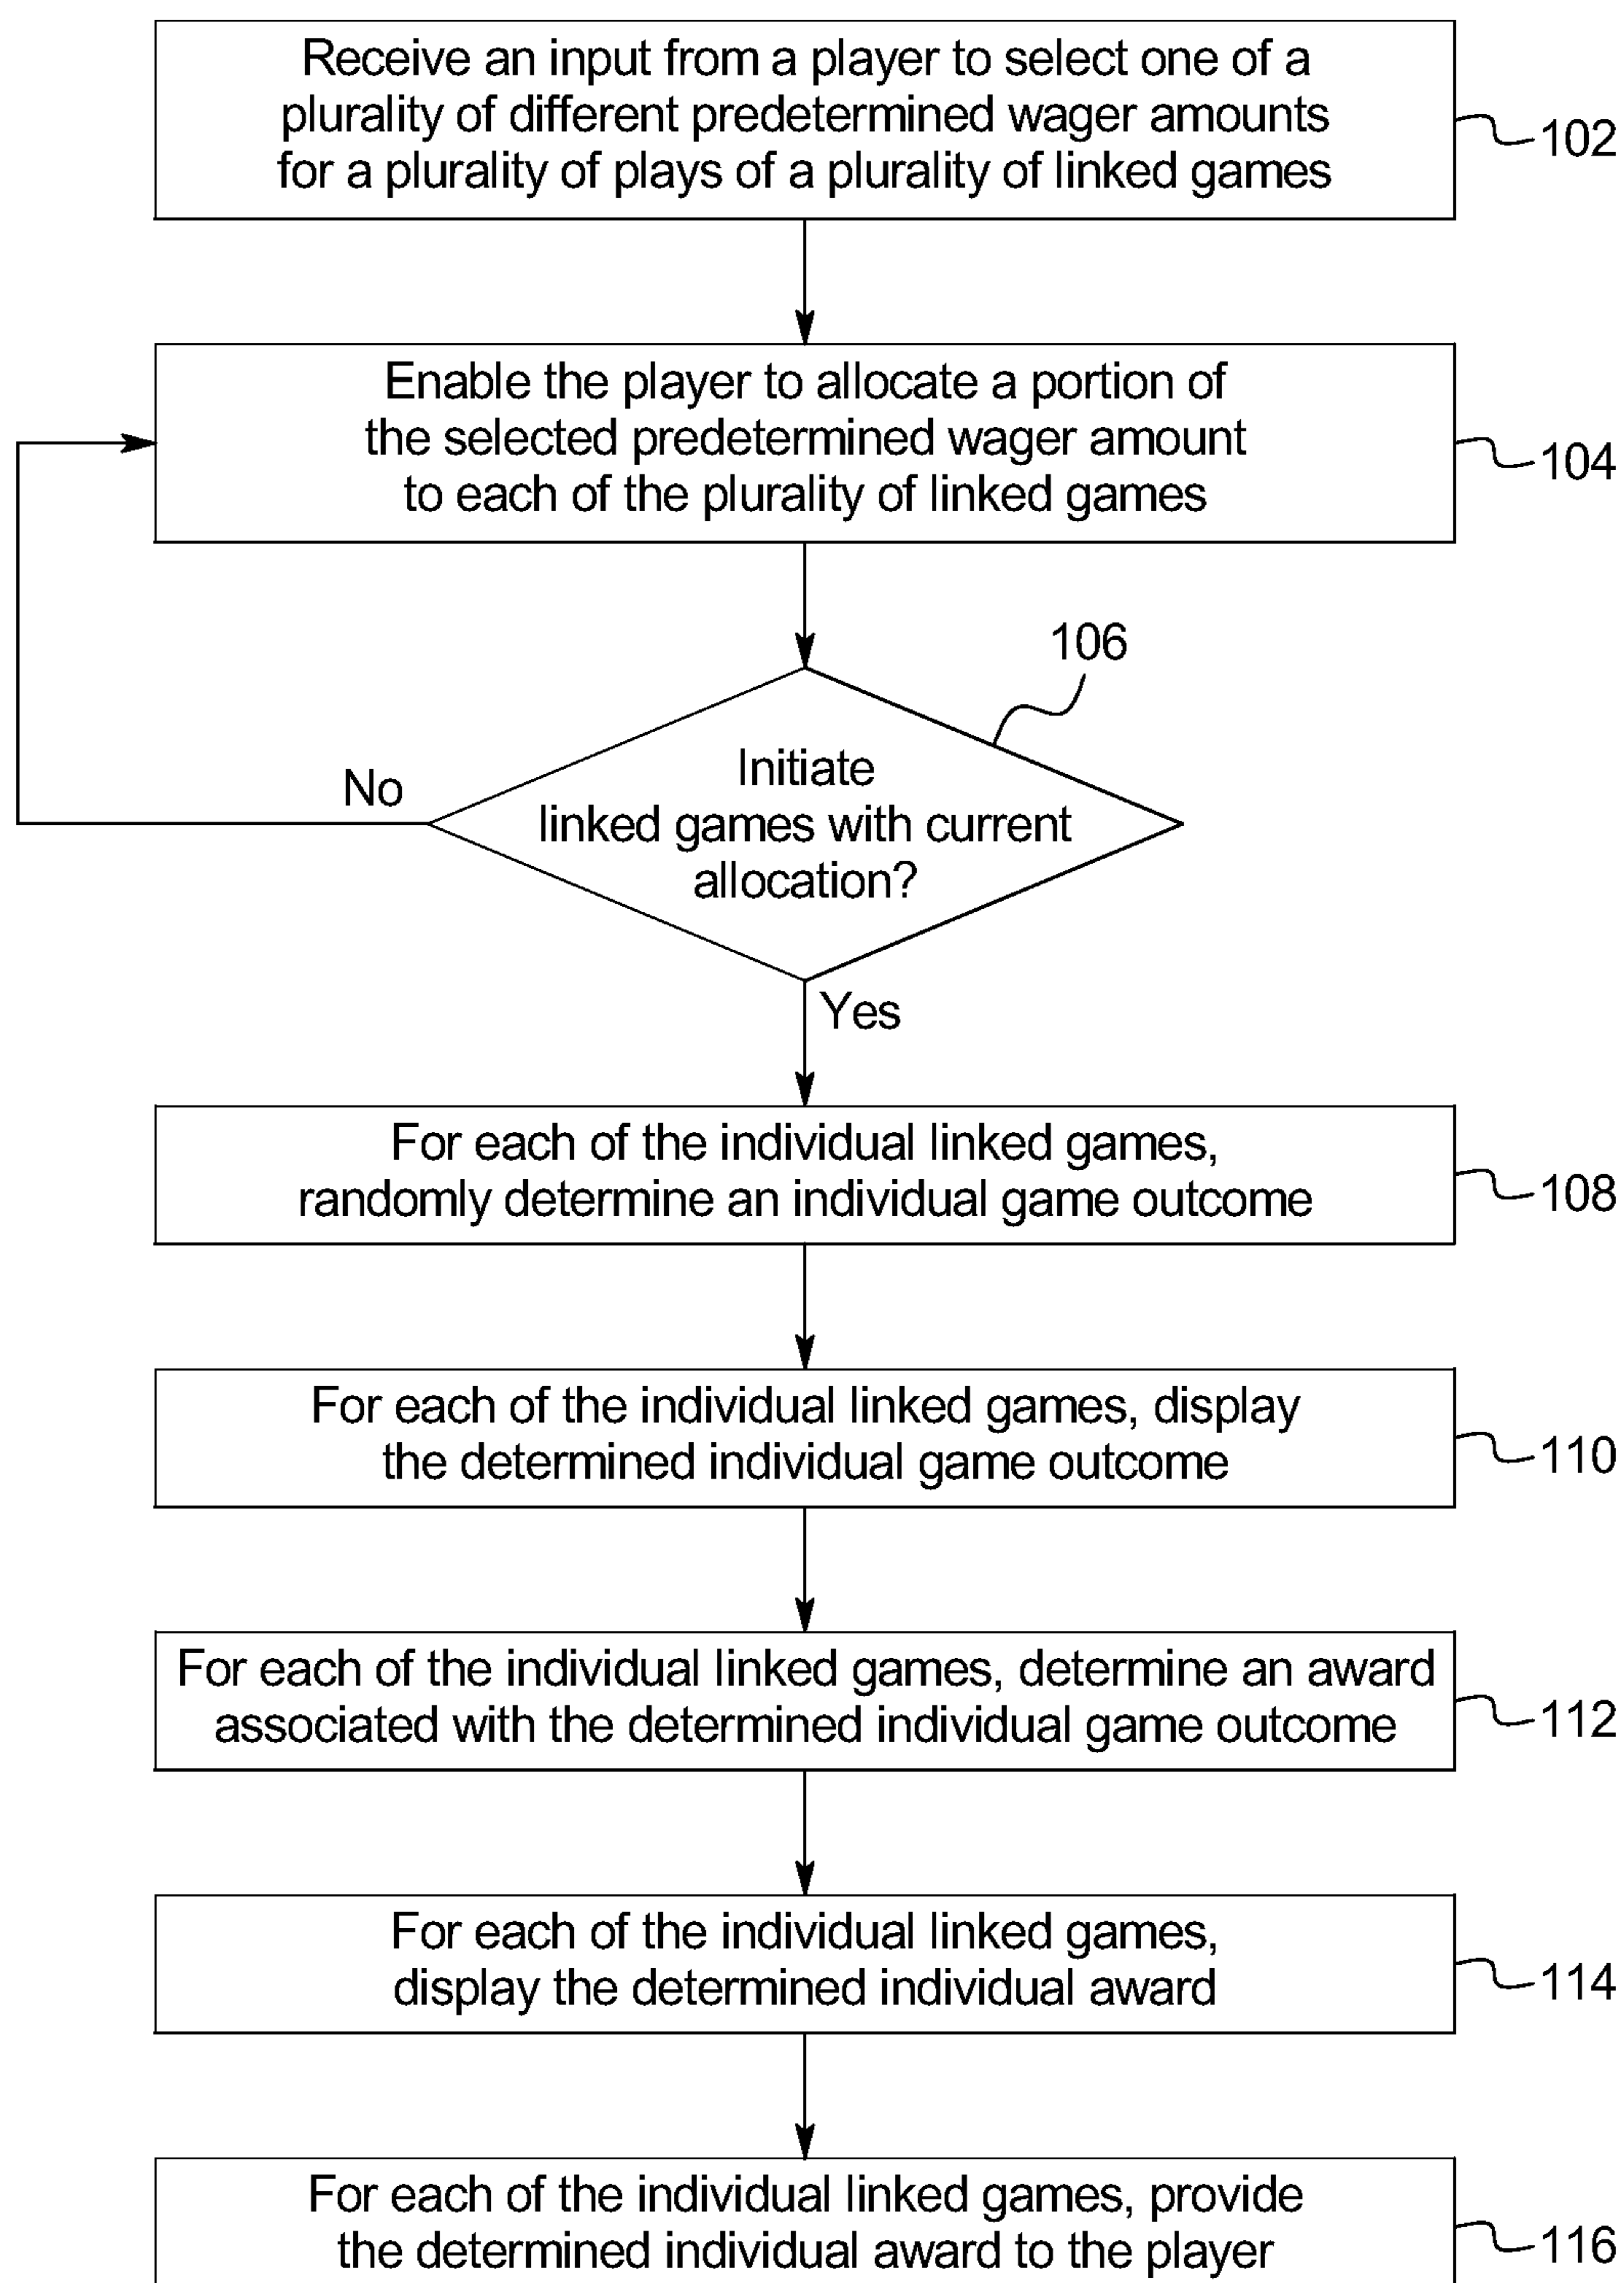 Receive an input from a player to select one of a
plurality of different predetermined wager amounts
for a plurality of plays of a plurality of linked games
102
Enable the player to allocate a portion of
the selected predetermined wager amount
to each of the plurality of linked games
104
106
Initiate
linked games with current
allocation?
No
Yes
For each of the individual linked games,
randomly determine an individual game outcome
108
For each of the individual linked games, display
the determined individual game outcome
110
For each of the individual linked games, determine an award
associated with the determined individual game outcome
112
For each of the individual linked games,
display the determined individual award
114
For each of the individual linked games, provide
the determined individual award to the player
116